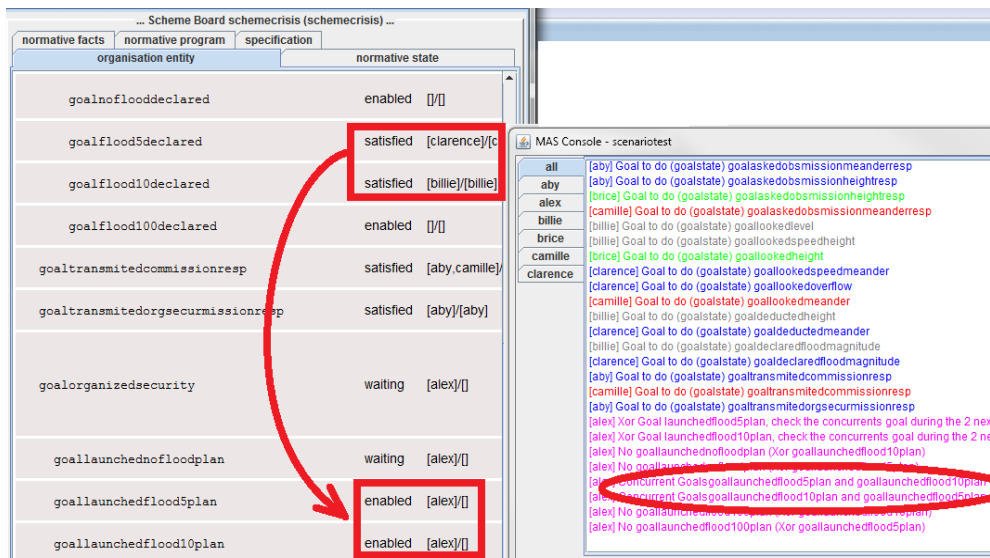 ... Scheme Board schemecrisis (schemecrisis) ...
normative facts normative program specification
organisation entity normative state
goalnoflooddeclared enabled []/[]
goalflood5declared satisfied [clarence]/[c
goalflood10declared satisfied [billie]/[billie]
goalflood100declared enabled []/[]
goaltransmitedcommissionresp satisfied [aby,camille]/
goaltransmitedorgsecurmissionresp satisfied [aby]/[aby]
goalorganizedsecurity waiting [alex]/[]
goallaunchednofloodplan waiting [alex]/[]
goallaunchedflood5plan enabled [alex]/[]
goallaunchedflood10plan enabled [alex]/[]
MAS Console - scenariotest
all
aby
alex
billie
brice
camille
clarence
[aby] Goal to do (goalstate) goalaskedobsmissionmeanderresp
[aby] Goal to do (goalstate) goalaskedobsmissionheightresp
[brice] Goal to do (goalstate) goalaskedobsmissionheightresp
[camille] Goal to do (goalstate) goalaskedobsmissionmeanderresp
[billie] Goal to do (goalstate) goallookedlevel
[billie] Goal to do (goalstate) goallookedspeedheight
[brice] Goal to do (goalstate) goallookedheight
[clarence] Goal to do (goalstate) goallookedspeedmeander
[clarence] Goal to do (goalstate) goallookedoverflow
[camille] Goal to do (goalstate) goallookedmeander
[billie] Goal to do (goalstate) goaldeductedheight
[clarence] Goal to do (goalstate) goaldeductedmeander
[billie] Goal to do (goalstate) goaldeclaredfloodmagnitude
[clarence] Goal to do (goalstate) goaldeclaredfloodmagnitude
[aby] Goal to do (goalstate) goaltransmitedcommissionresp
[camille] Goal to do (goalstate) goaltransmitedcommissionresp
[aby] Goal to do (goalstate) goaltransmitedorgsecurmissionresp
[alex] Xor Goal launchedflood5plan, check the concurrents goal during the 2 nex
[alex] Xor Goal launchedflood10plan, check the concurrents goal during the 2 ne
[alex] No goallaunchednofloodplan (Xor goallaunchedflood10plan)
[alex] No
[alex] Concurrent Goalsgoallaunchedflood5plan and goallaunchedflood10plan
[alex] Concurrent Goalsgoallaunchedflood10plan and goallaunchedflood5plan
[alex] No
[alex] No goallaunchedflood100plan (Xor goallaunchedflood5plan)